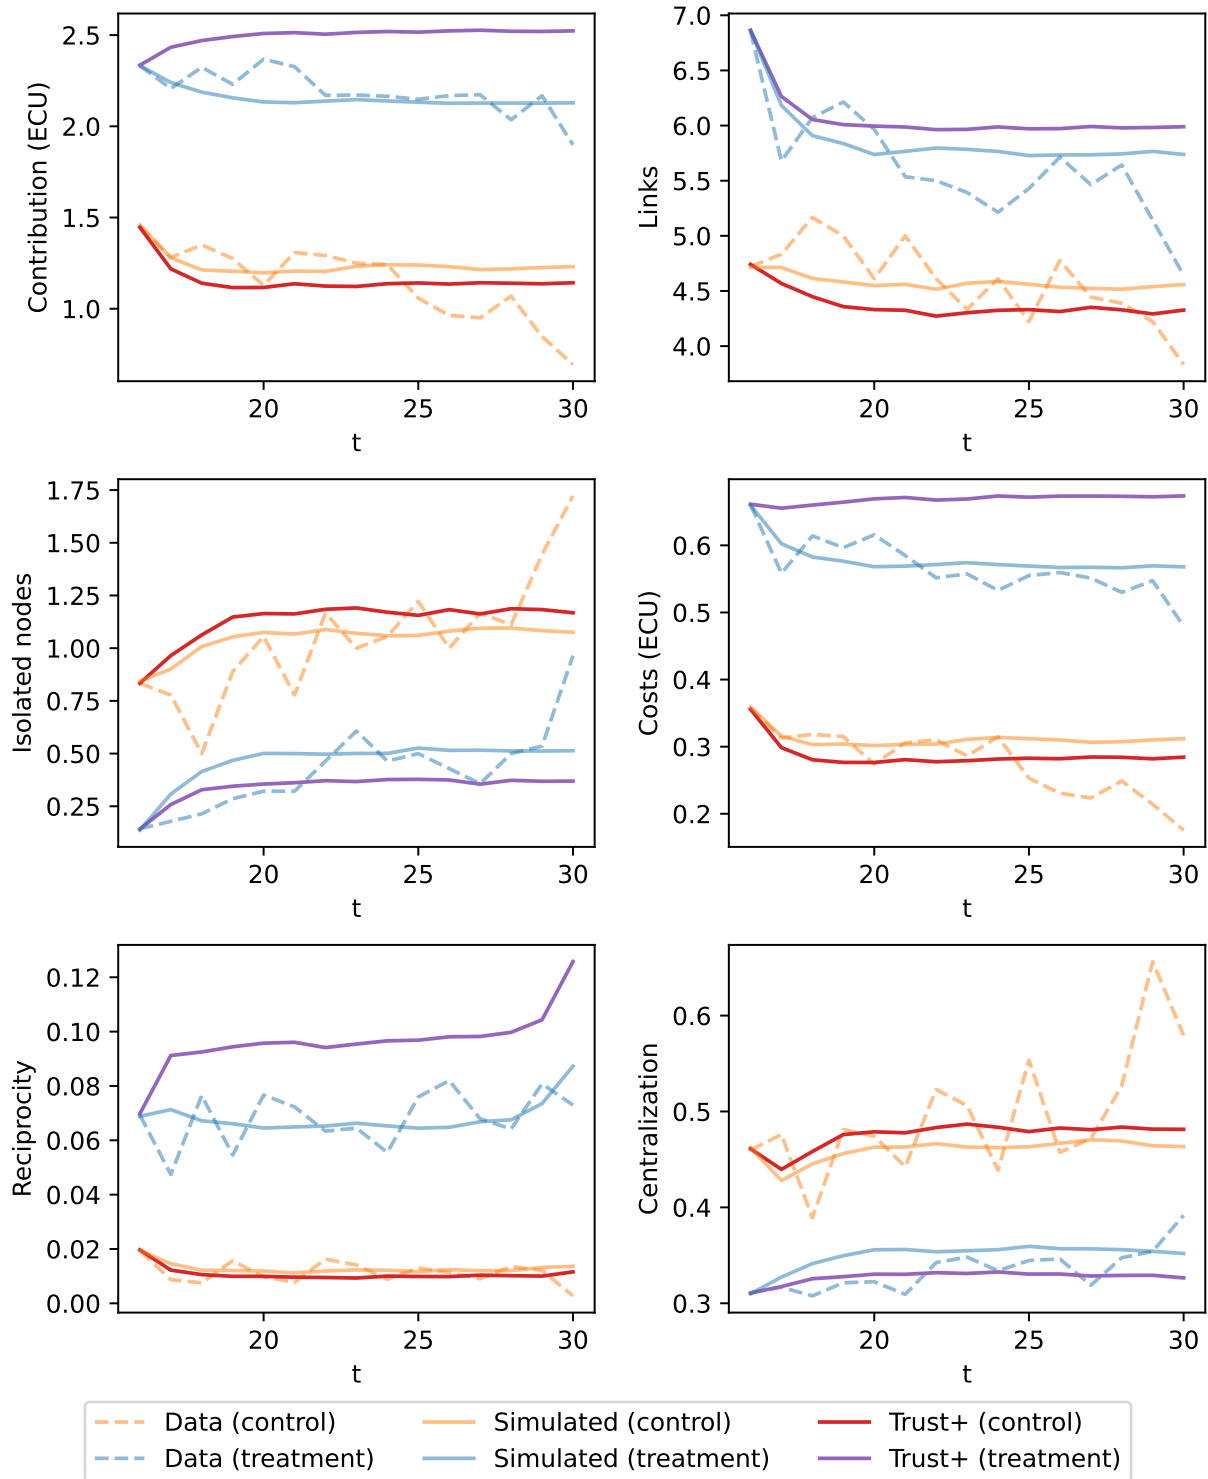 Contribution (ECU)
2.5
2.0
1.5
1.0
20 25 30
t
Links
7.0
6.5
6.0
5.5
5.0
4.5
4.0
20 25 30
t
Isolated nodes
1.75
1.50
1.25
1.00
0.75
0.50
0.25
20 25 30
t
Costs (ECU)
0.6
0.5
0.4
0.3
0.2
20 25 30
t
Reciprocity
0.12
0.10
0.08
0.06
0.04
0.02
0.00
20 25 30
t
Centralization
0.6
0.5
0.4
0.3
20 25 30
t
Data (control) Simulated (control) Trust+ (control)
Data (treatment) Simulated (treatment) Trust+ (treatment)